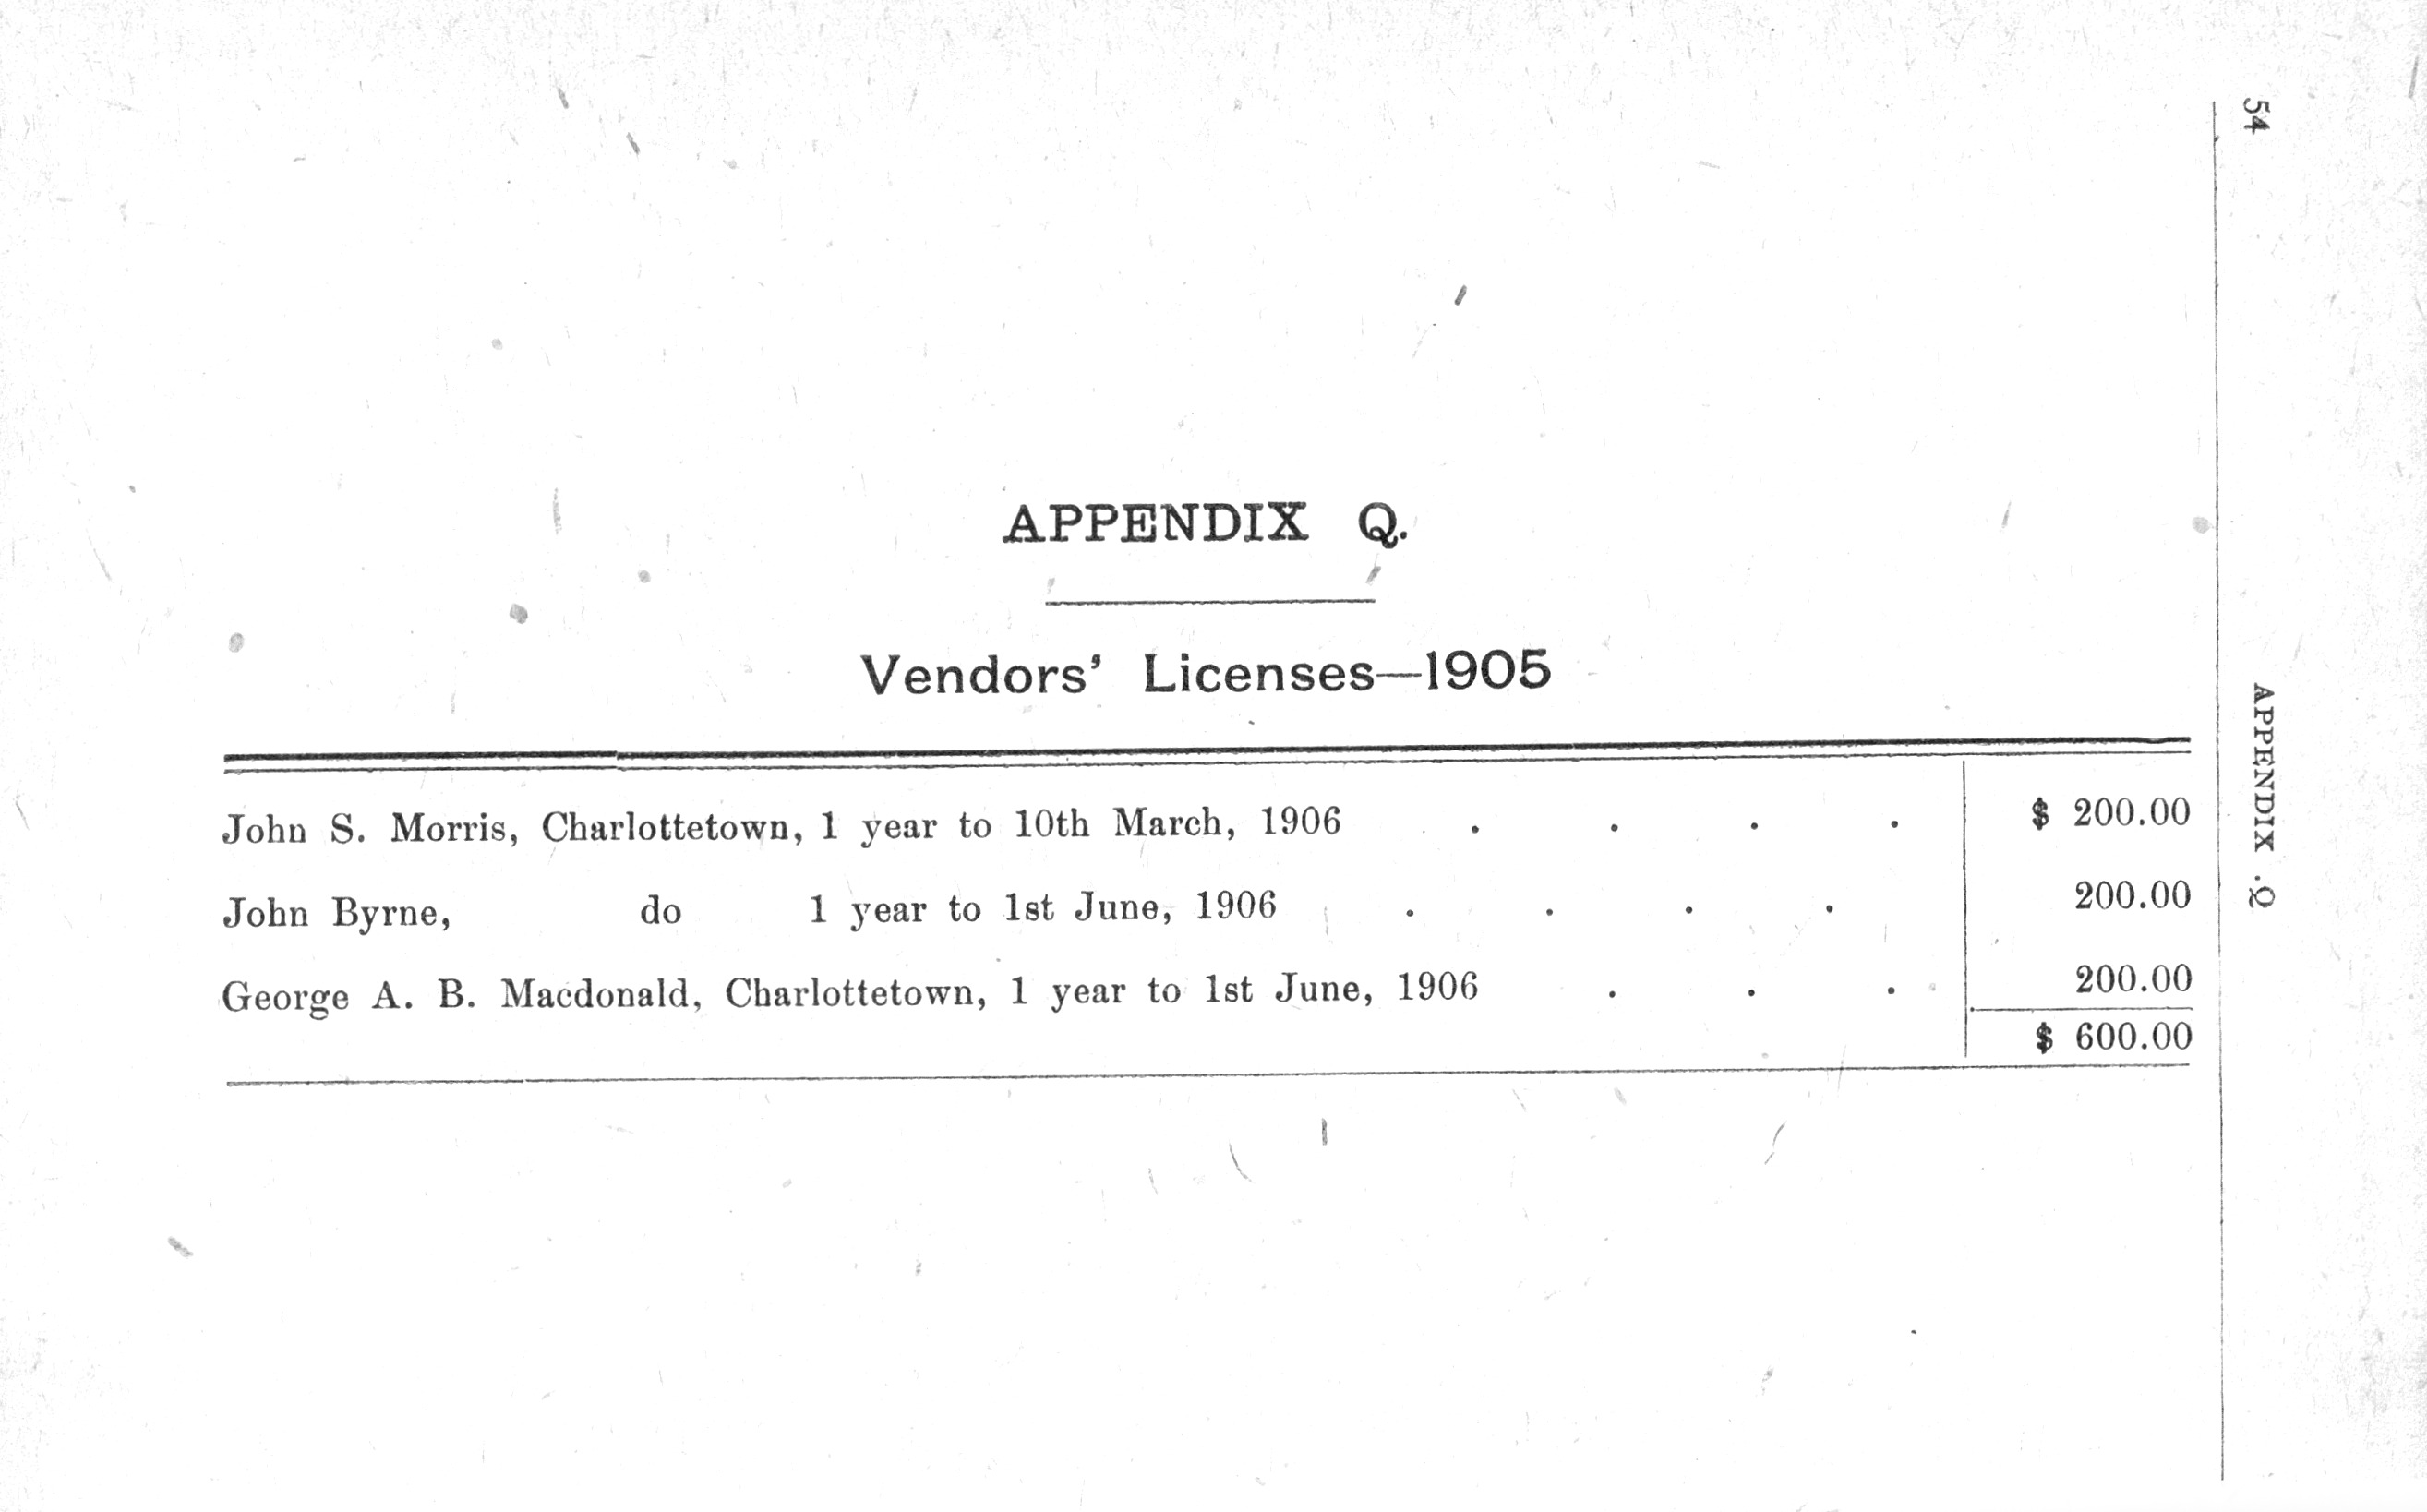 54
APPENDIX .Q
APPENDIX Q.
Vendors' Licenses—1905
John S. Morris, Charlottetown, 1 year to 10th March, 1906 . . . . $ 200.00
John Byrne, do 1 year to 1st June, 1906 . . . . 200.00
George A. B. Macdonald, Charlottetown, 1 year to 1st June, 1906 . . . 200.00
$ 600.00